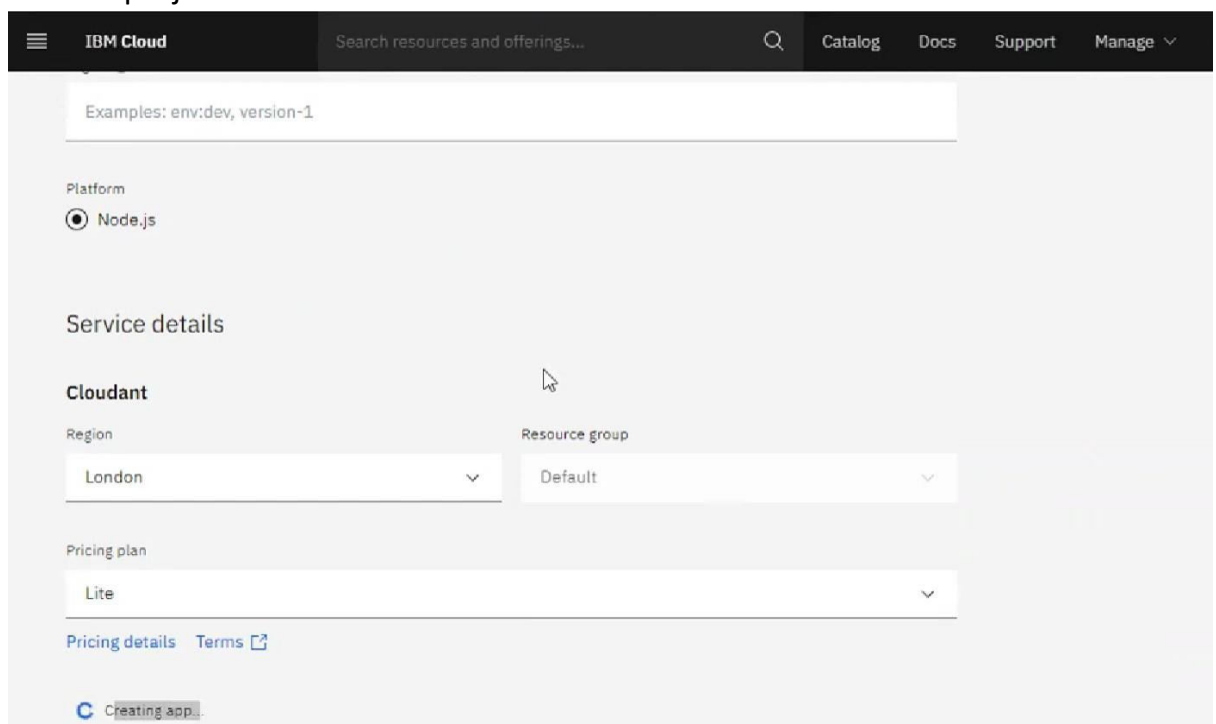 IBM Cloud Search resources and offerings... Catalog Docs Support Manage
Examples: env:dev, version-1
Platform
Node.js
Service details
Cloudant
Region Resource group
London Default
Pricing plan
Lite
Pricing details Terms
Creating app...